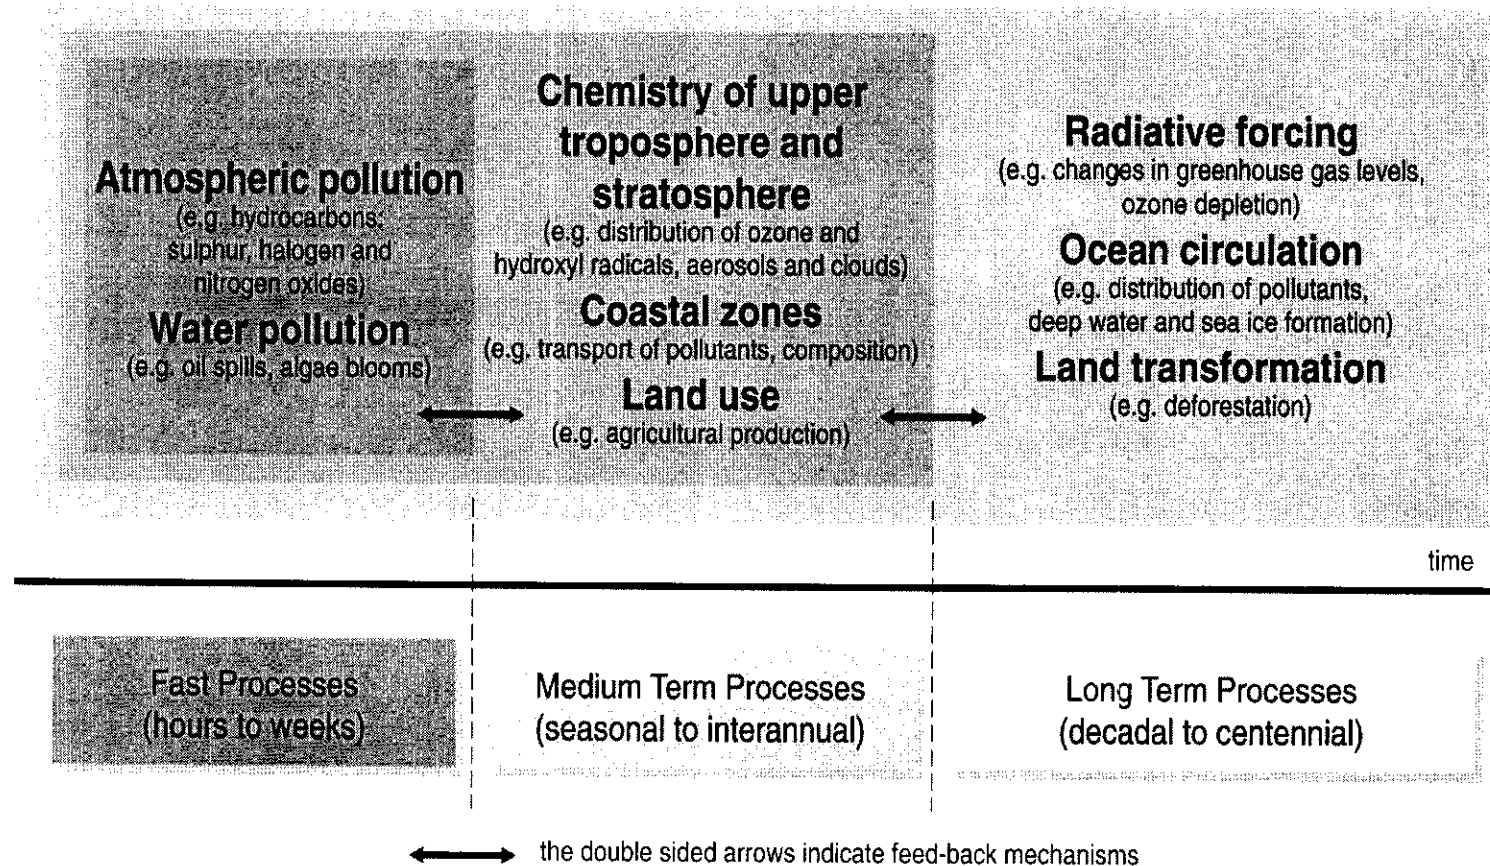 Atmospheric pollution
(e.g. hydrocarbons;
sulphur, halogen and
nitrogen oxides)
Water pollution
(e.g. oil spills, algae blooms)
Chemistry of upper
troposphere and
stratosphere
(e.g. distribution of ozone and
hydroxyl radicals, aerosols and clouds)
Coastal zones
(e.g. transport of pollutants, composition)
Land use
(e.g. agricultural production)
Radiative forcing
(e.g. changes in greenhouse gas levels,
ozone depletion)
Ocean circulation
(e.g. distribution of pollutants,
deep water and sea ice formation)
Land transformation
(e.g. deforestation)
time
Fast Processes
(hours to weeks)
Medium Term Processes
(seasonal to interannual)
Long Term Processes
(decadal to centennial)
the double sided arrows indicate feed-back mechanisms